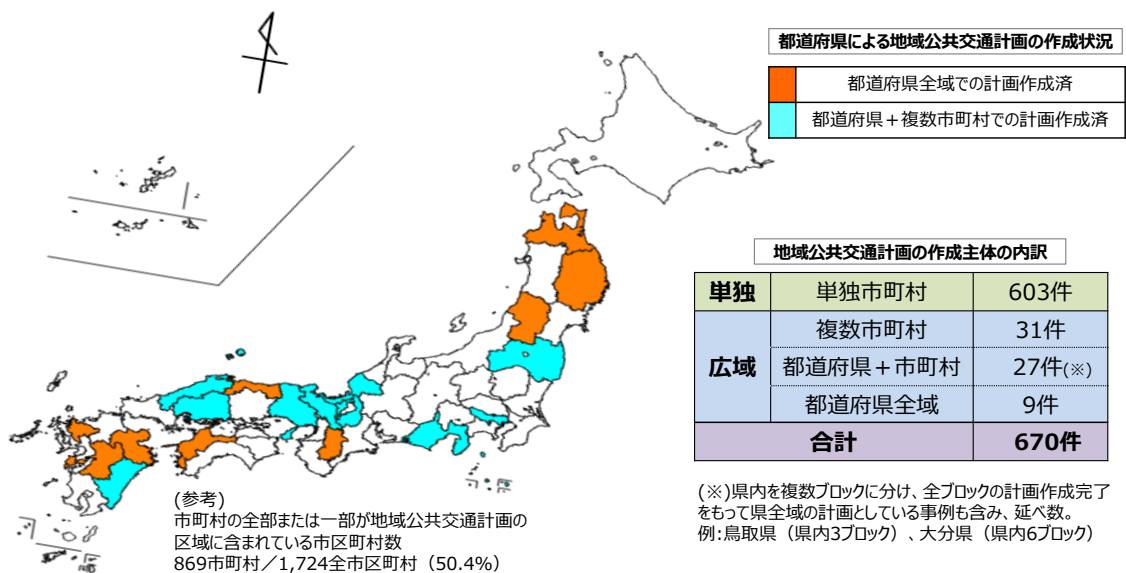 都道府県による地域公共交通計画の作成状況
都道府県全域での計画作成済
都道府県＋複数市町村での計画作成済
地域公共交通計画の作成主体の内訳
単独 単独市町村 603件
広域 複数市町村 31件
都道府県＋市町村 27件(※)
都道府県全域 9件
合計 670件
(※)県内を複数ブロックに分け、全ブロックの計画作成完了
をもって県全域の計画としている事例も含み、延べ数。
例:鳥取県（県内3ブロック）、大分県（県内6ブロック）
(参考)
市町村の全部または一部が地域公共交通計画の
区域に含まれている市区町村数
869市町村／1,724全市区町村（50.4%）